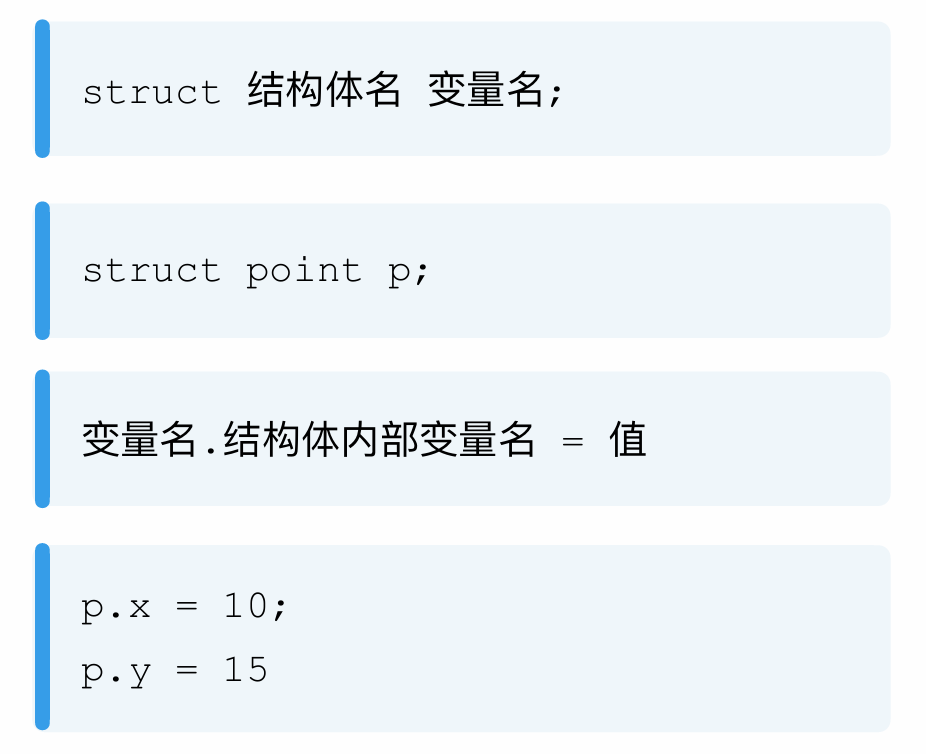 struct 结构体名 变量名;
struct point p;
变量名.结构体内部变量名 = 值
p.x = 10;
p.y = 15